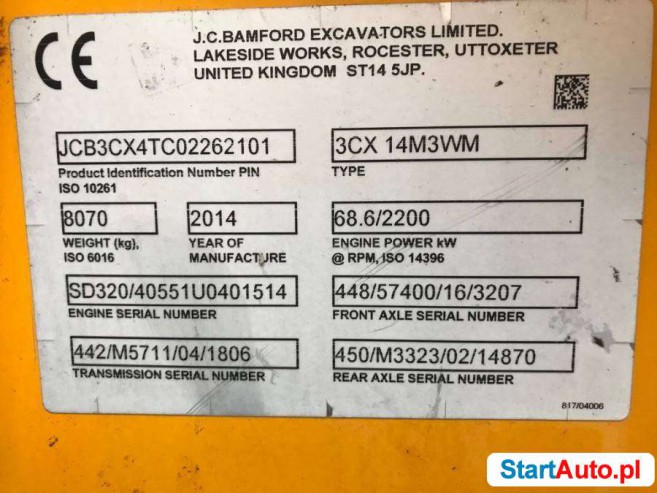 CE
J.C.BAMFORD EXCAVATORS LIMITED.
LAKESIDE WORKS, ROCESTER, UTTOXETER
UNITED KINGDOM ST14 5JP.
JCB3CX4TC02262101
Product Identification Number PIN
ISO 10261
3CX 14M3WM
TYPE
8070
WEIGHT (kg),
ISO 6016
2014
YEAR OF
MANUFACTURE
68.6/2200
ENGINE POWER kW
@ RPM, ISO 14396
SD320/40551U0401514
ENGINE SERIAL NUMBER
448/57400/16/3207
FRONT AXLE SERIAL NUMBER
442/M5711/04/1806
TRANSMISSION SERIAL NUMBER
450/M3323/02/14870
REAR AXLE SERIAL NUMBER
817/04006
StartAuto.pl